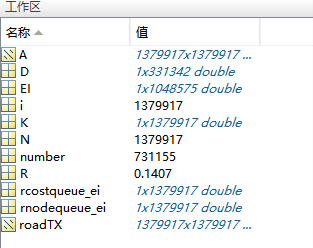 工作区
名称 值
A 1379917x1379917 ...
D 1x331342 double
EI 1x1048575 double
i 1379917
K 1x1379917 double
N 1379917
number 731155
R 0.1407
rcostqueue_ei 1x1379917 double
rnodequeue_ei 1x1379917 double
roadTX 1379917x1379917 ...